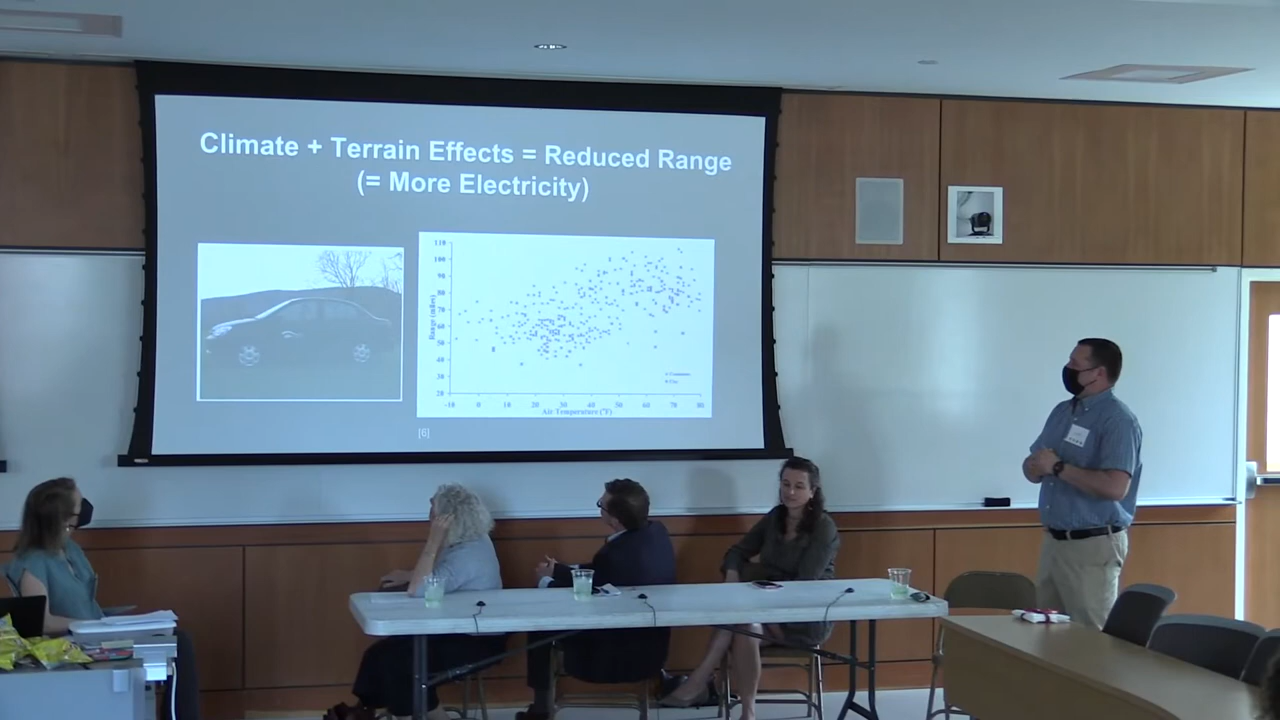 Climate + Terrain Effects = Reduced Range
(= More Electricity)
110
100
90
80
70
60
50
40
30
20
Range (miles)
-10 0 10 20 30 40 50 60 70 80
Air Temperature (°F)
[6]